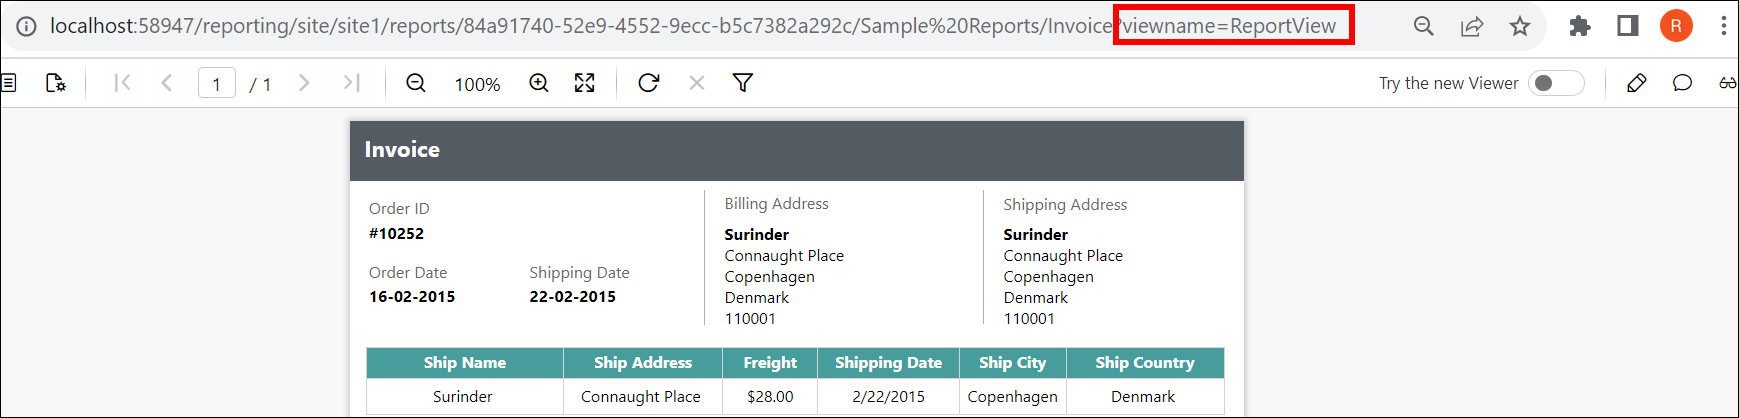 localhost:58947/reporting/site/site1/reports/84a91740-52e9-4552-9ecc-b5c7382a292c/Sample%20Reports/Invoice?viewname=ReportView
R
1 / 1
100%
Try the new Viewer
Invoice
Order ID
#10252
Order Date
16-02-2015
Shipping Date
22-02-2015
Billing Address
Surinder
Connaught Place
Copenhagen
Denmark
110001
Shipping Address
Surinder
Connaught Place
Copenhagen
Denmark
110001
Ship Name Ship Address Freight Shipping Date Ship City Ship Country
Surinder Connaught Place $28.00 2/22/2015 Copenhagen Denmark